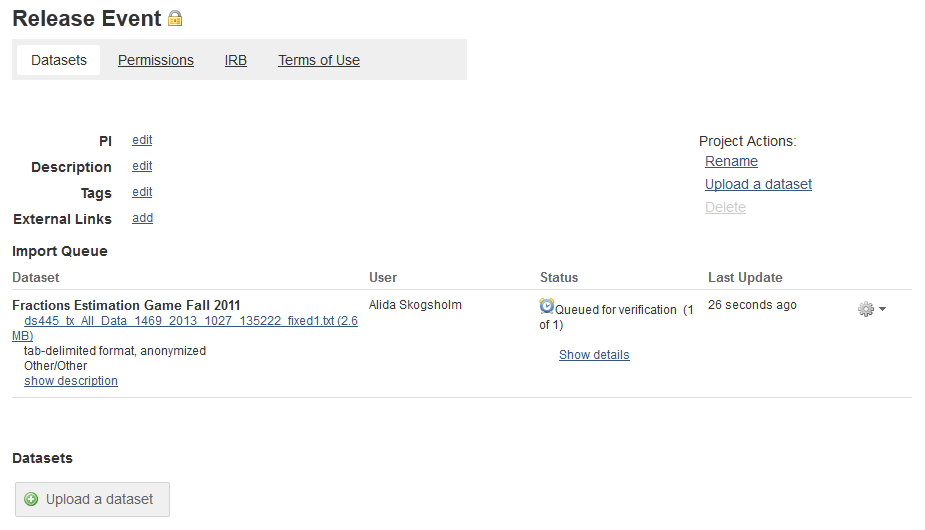 Release Event
Datasets Permissions IRB Terms of Use
PI edit
Description edit
Tags edit
External Links add
Project Actions:
Rename
Upload a dataset
Delete
Import Queue
Dataset User Status Last Update
Fractions Estimation Game Fall 2011
ds445_tx_All_Data_1469_2013_1027_135222_fixed1.txt (2.6
MB)
tab-delimited format, anonymized
Other/Other
show description
Alida Skogsholm
Queued for verification (1
of 1)
Show details
26 seconds ago
Datasets
Upload a dataset